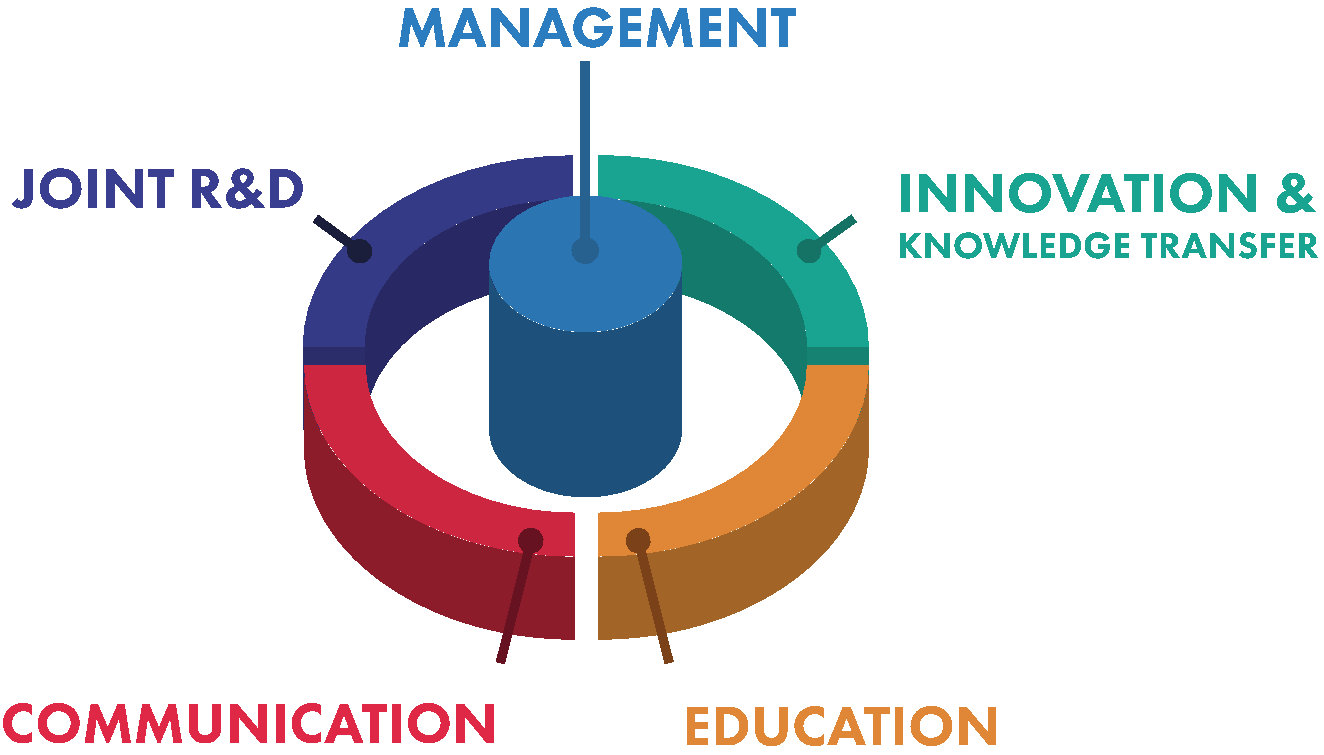 MANAGEMENT
JOINT R&D
INNOVATION &
KNOWLEDGE TRANSFER
COMMUNICATION
EDUCATION